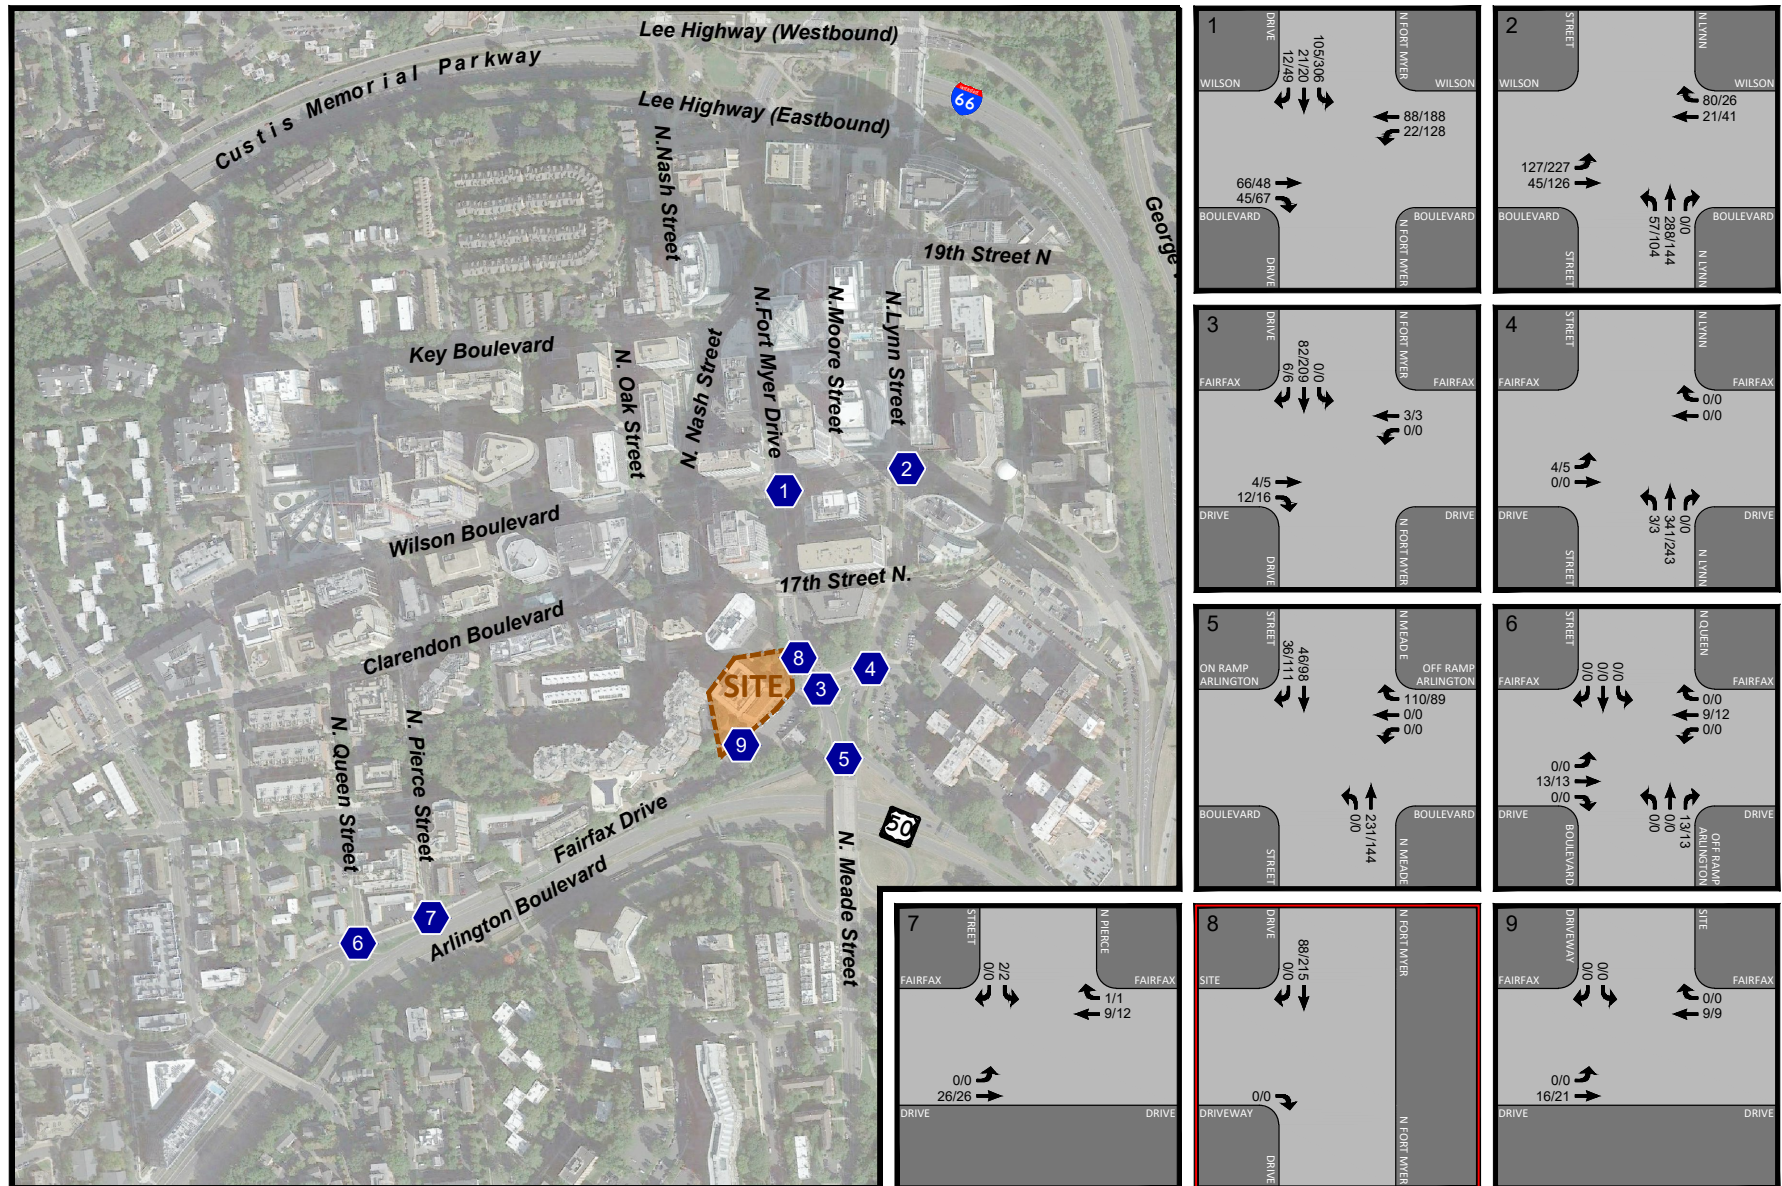 Lee Highway (Westbound)
Custis Memorial Parkway
Lee Highway (Eastbound)
66
N.Nash Street
George
19th Street N
N.Fort Myer Drive
N.Moore Street
N.Lynn Street
Key Boulevard
N. Oak Street
N. Nash Street
1
2
Wilson Boulevard
17th Street N.
Clarendon Boulevard
SITE
8
4
3
9
5
N. Queen Street
N. Pierce Street
Fairfax Drive
50
N. Meade Street
Arlington Boulevard
7
6
1
DRIVE
12/49
21/20
105/306
N FORT MYER
WILSON
WILSON
88/188
22/128
66/48
45/67
BOULEVARD
BOULEVARD
DRIVE
N FORT MYER
2
STREET
N LYNN
WILSON
WILSON
80/26
21/41
127/227
45/126
BOULEVARD
BOULEVARD
STREET
57/104
288/144
0/0
N LYNN
3
DRIVE
6/6
82/209
0/0
N FORT MYER
FAIRFAX
FAIRFAX
3/3
0/0
4/5
12/16
DRIVE
DRIVE
DRIVE
N FORT MYER
4
STREET
N LYNN
FAIRFAX
FAIRFAX
0/0
0/0
4/5
0/0
DRIVE
DRIVE
STREET
3/3
341/243
0/0
N LYNN
5
STREET
36/111
46/98
N MEADE
ON RAMP
ARLINGTON
OFF RAMP
ARLINGTON
110/89
0/0
0/0
BOULEVARD
BOULEVARD
STREET
0/0
231/144
N MEADE
6
STREET
0/0
0/0
0/0
N QUEEN
FAIRFAX
FAIRFAX
0/0
9/12
0/0
0/0
13/13
0/0
DRIVE
DRIVE
BOULEVARD
0/0
0/0
13/13
ARLINGTON
OFF RAMP
7
STREET
0/0
2/2
N PIERCE
FAIRFAX
FAIRFAX
1/1
9/12
0/0
26/26
DRIVE
DRIVE
8
DRIVE
0/0
88/215
N FORT MYER
SITE
0/0
DRIVEWAY
DRIVE
N FORT MYER
9
DRIVEWAY
0/0
0/0
SITE
FAIRFAX
FAIRFAX
0/0
9/9
0/0
16/21
DRIVE
DRIVE